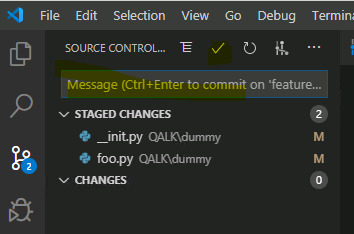 File Edit Selection View Go Debug Termina
SOURCE CONTROL...
Message (Ctrl+Enter to commit on 'feature...
STAGED CHANGES 2
__init.py QALK\dummy M
foo.py QALK\dummy M
CHANGES 0
2